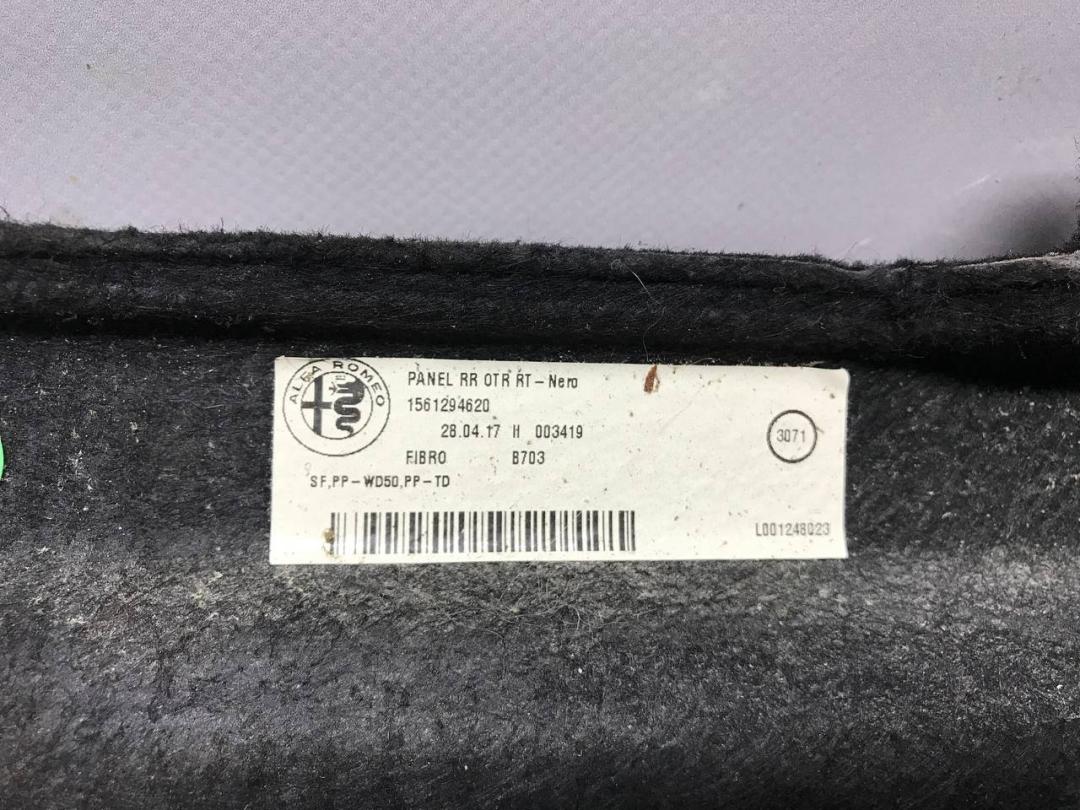 ALFA ROMEO
PANEL RR OTR RT-Nero
1561294620
28.04.17 H 003419
3071
FIBRO B703
SF,PP-WD50,PP-TD
L001248023